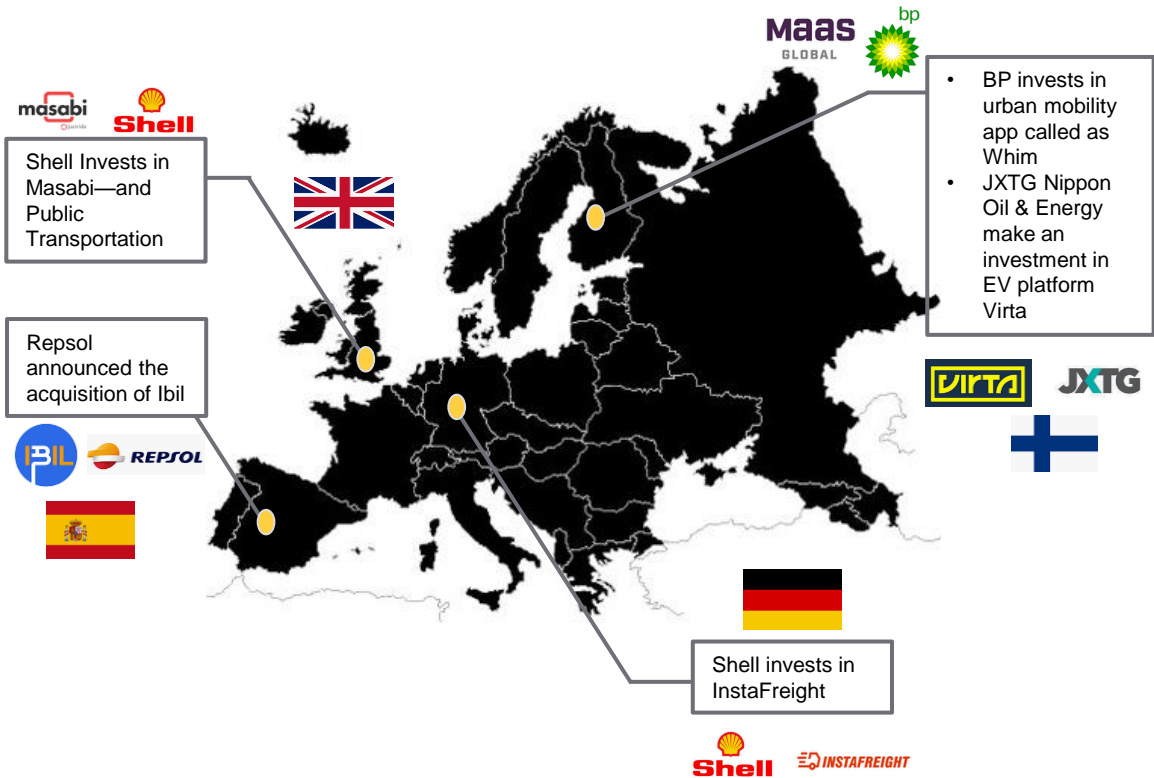 MaaS
GLOBAL
bp
masabi
Shell
Shell Invests in
Masabi—and
Public
Transportation
• BP invests in
urban mobility
app called as
Whim
• JXTG Nippon
Oil & Energy
make an
investment in
EV platform
Virta
Repsol
announced the
acquisition of Ibil
IBIL
REPSOL
VIRTA
JXTG
Shell invests in
InstaFreight
Shell
INSTAFREIGHT